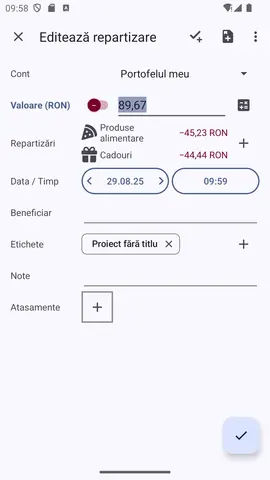 09:58
Editează repartizare
Cont
Portofelul meu
Valoare (RON)
89,67
Repartizări
Produse alimentare
−45,23 RON
Cadouri
−44,44 RON
Data / Timp
29.08.25
09:59
Beneficiar
Etichete
Proiect fără titlu
Note
Atasamente